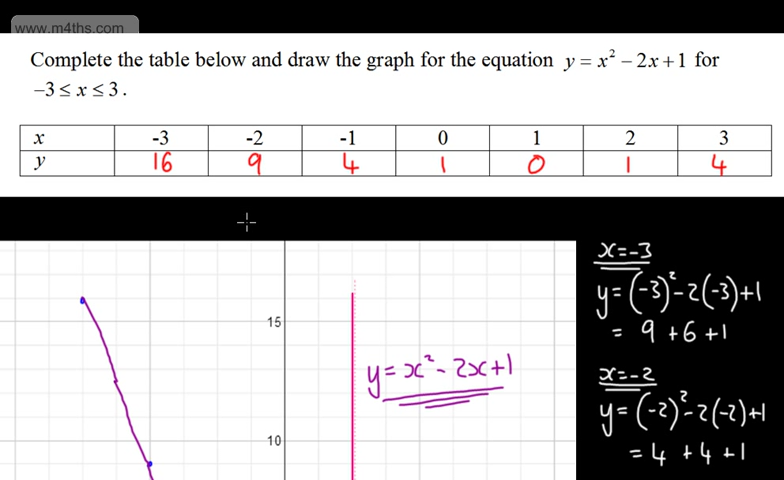 www.m4ths.com
Complete the table below and draw the graph for the equation y = x² − 2x + 1 for
−3 ≤ x ≤ 3 .
x -3 -2 -1 0 1 2 3
y 16 9 4 1 0 1 4
x=-3
y=(-3)²-2(-3)+1
= 9 +6 +1
15
y=x²-2x+1
x=-2
y=(-2)²-2(-2)+1
10
=4 +4 +1